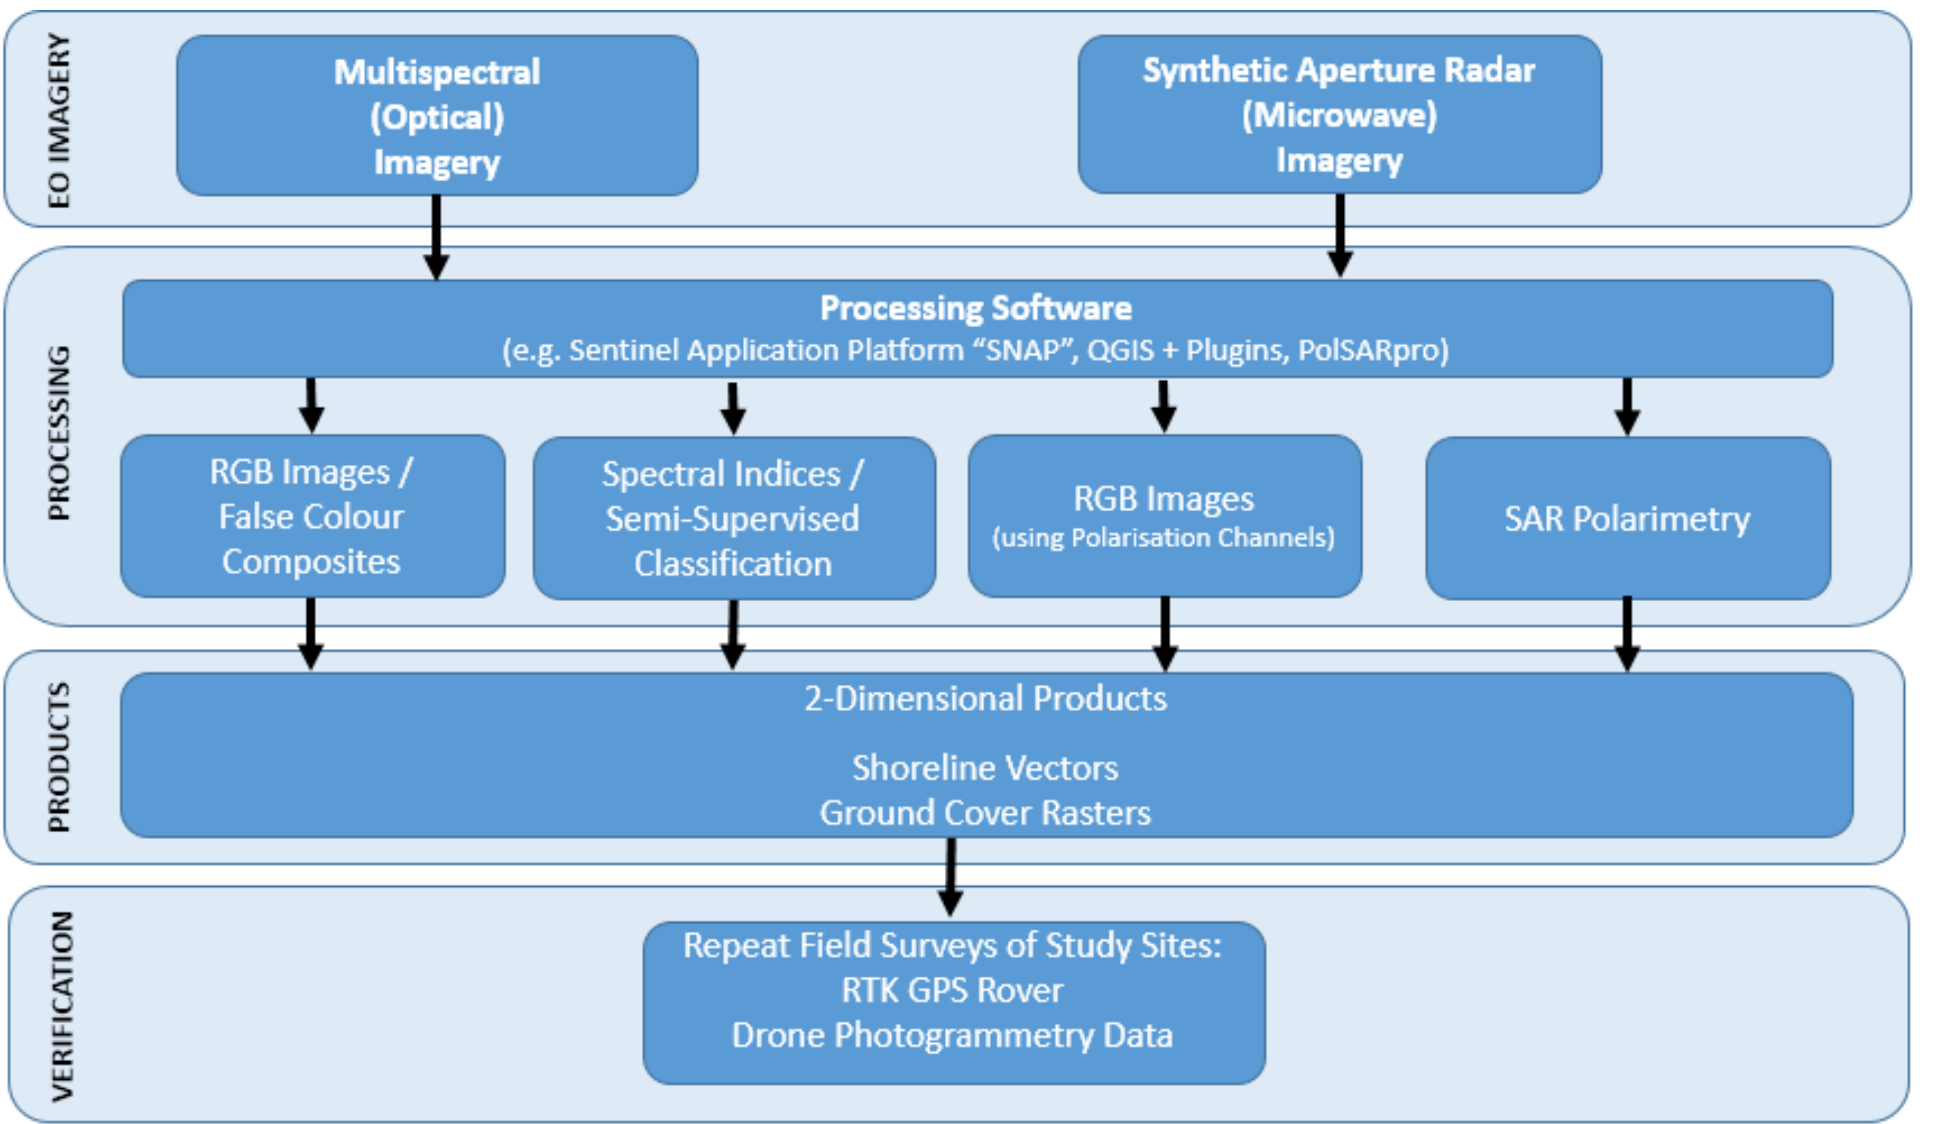 EO IMAGERY
Multispectral
(Optical)
Imagery
Synthetic Aperture Radar
(Microwave)
Imagery
PROCESSING
Processing Software
(e.g. Sentinel Application Platform “SNAP”, QGIS + Plugins, PolSARpro)
RGB Images /
False Colour
Composites
Spectral Indices /
Semi-Supervised
Classification
RGB Images
(using Polarisation Channels)
SAR Polarimetry
PRODUCTS
2-Dimensional Products
Shoreline Vectors
Ground Cover Rasters
VERIFICATION
Repeat Field Surveys of Study Sites:
RTK GPS Rover
Drone Photogrammetry Data